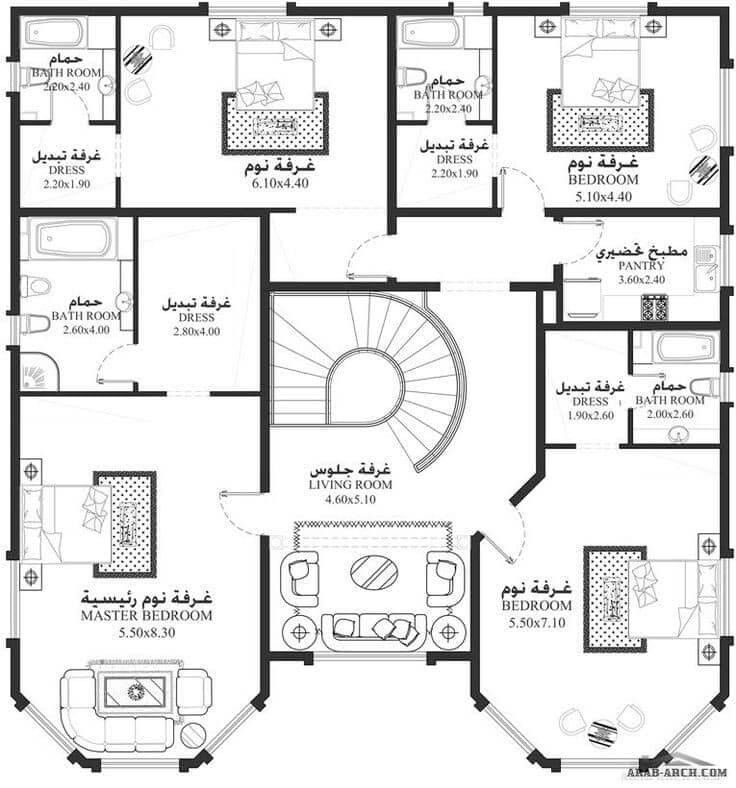 حمام
BATH ROOM
2.20x2.40
غرفة تبديل
DRESS
2.20x1.90
غرفة نوم
6.10x4.40
حمام
BATH ROOM
2.20x2.40
غرفة تبديل
DRESS
2.20x1.90
غرفة نوم
BEDROOM
5.10x4.40
حمام
BATH ROOM
2.60x4.00
غرفة تبديل
DRESS
2.80x4.00
مطبخ تحضيري
PANTRY
3.60x2.40
غرفة تبديل
DRESS
1.90x2.60
حمام
BATH ROOM
2.00x2.60
غرفة جلوس
LIVING ROOM
4.60x5.10
غرفة نوم رئيسية
MASTER BEDROOM
5.50x8.30
غرفة نوم
BEDROOM
5.50x7.10
ARAB-ARCH.COM